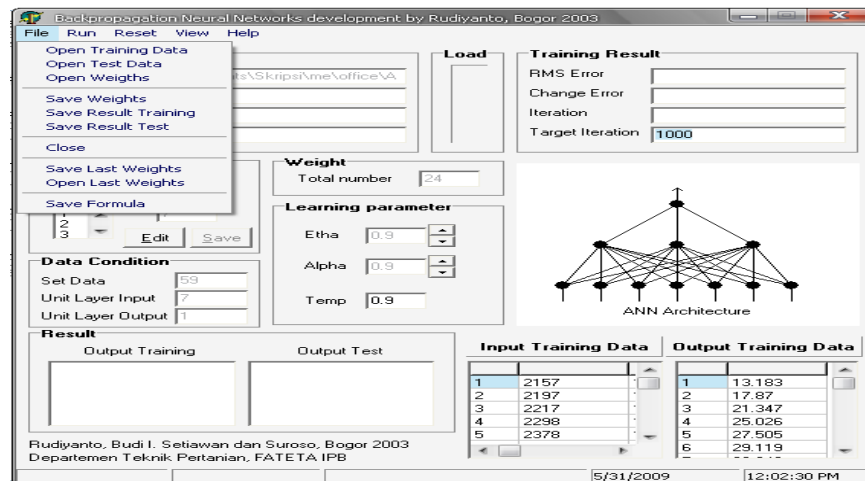 Backpropagation Neural Networks development by Rudiyanto, Bogor 2003
File Run Reset View Help
Open Training Data
Open Test Data
Open Weigths
Save Weights
Save Result Training
Save Result Test
Close
Save Last Weights
Open Last Weights
Save Formula
\Skripsi\me\office\A
Load
Training Result
RMS Error
Change Error
Iteration
Target Iteration 1000
2
3
Edit Save
Weight
Total number 24
Learning parameter
Etha 0.9
Alpha 0.9
Temp 0.9
Data Condition
Set Data 59
Unit Layer Input 7
Unit Layer Output 1
ANN Architecture
Result
Output Training Output Test
Input Training Data
1 2157
2 2197
3 2217
4 2298
5 2378
Output Training Data
1 13.183
2 17.87
3 21.347
4 25.026
5 27.505
6 29.119
Rudiyanto, Budi I. Setiawan dan Suroso, Bogor 2003
Departemen Teknik Pertanian, FATETA IPB
5/31/2009 12:02:30 PM